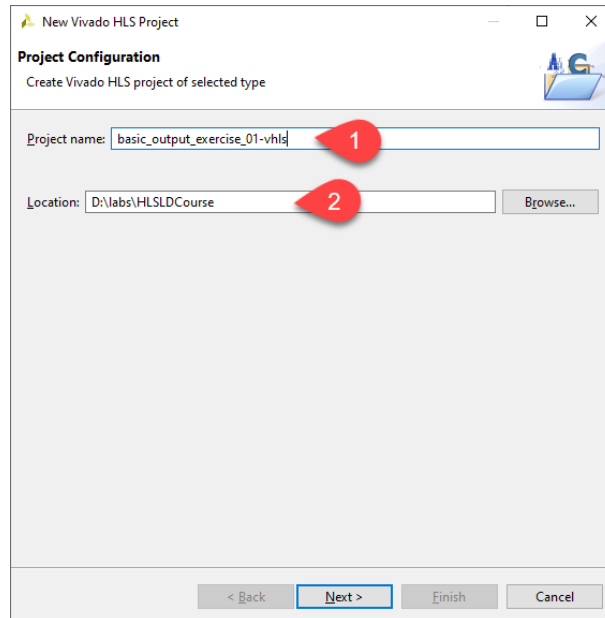 New Vivado HLS Project
Project Configuration
Create Vivado HLS project of selected type
Project name: basic_output_exercise_01-vhls 1
Location: D:\labs\HLSLDCourse 2 Browse...
< Back Next > Finish Cancel